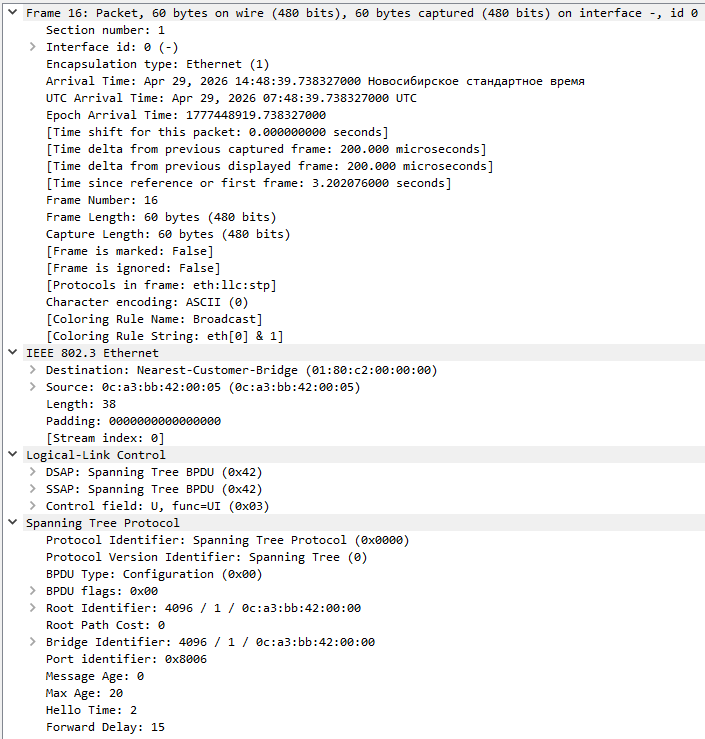 Frame 16: Packet, 60 bytes on wire (480 bits), 60 bytes captured (480 bits) on interface -, id 0
Section number: 1
Interface id: 0 (-)
Encapsulation type: Ethernet (1)
Arrival Time: Apr 29, 2026 14:48:39.738327000 Новосибирское стандартное время
UTC Arrival Time: Apr 29, 2026 07:48:39.738327000 UTC
Epoch Arrival Time: 1777448919.738327000
[Time shift for this packet: 0.000000000 seconds]
[Time delta from previous captured frame: 200.000 microseconds]
[Time delta from previous displayed frame: 200.000 microseconds]
[Time since reference or first frame: 3.202076000 seconds]
Frame Number: 16
Frame Length: 60 bytes (480 bits)
Capture Length: 60 bytes (480 bits)
[Frame is marked: False]
[Frame is ignored: False]
[Protocols in frame: eth:llc:stp]
Character encoding: ASCII (0)
[Coloring Rule Name: Broadcast]
[Coloring Rule String: eth[0] & 1]
IEEE 802.3 Ethernet
Destination: Nearest-Customer-Bridge (01:80:c2:00:00:00)
Source: 0c:a3:bb:42:00:05 (0c:a3:bb:42:00:05)
Length: 38
Padding: 0000000000000000
[Stream index: 0]
Logical-Link Control
DSAP: Spanning Tree BPDU (0x42)
SSAP: Spanning Tree BPDU (0x42)
Control field: U, func=UI (0x03)
Spanning Tree Protocol
Protocol Identifier: Spanning Tree Protocol (0x0000)
Protocol Version Identifier: Spanning Tree (0)
BPDU Type: Configuration (0x00)
BPDU flags: 0x00
Root Identifier: 4096 / 1 / 0c:a3:bb:42:00:00
Root Path Cost: 0
Bridge Identifier: 4096 / 1 / 0c:a3:bb:42:00:00
Port identifier: 0x8006
Message Age: 0
Max Age: 20
Hello Time: 2
Forward Delay: 15